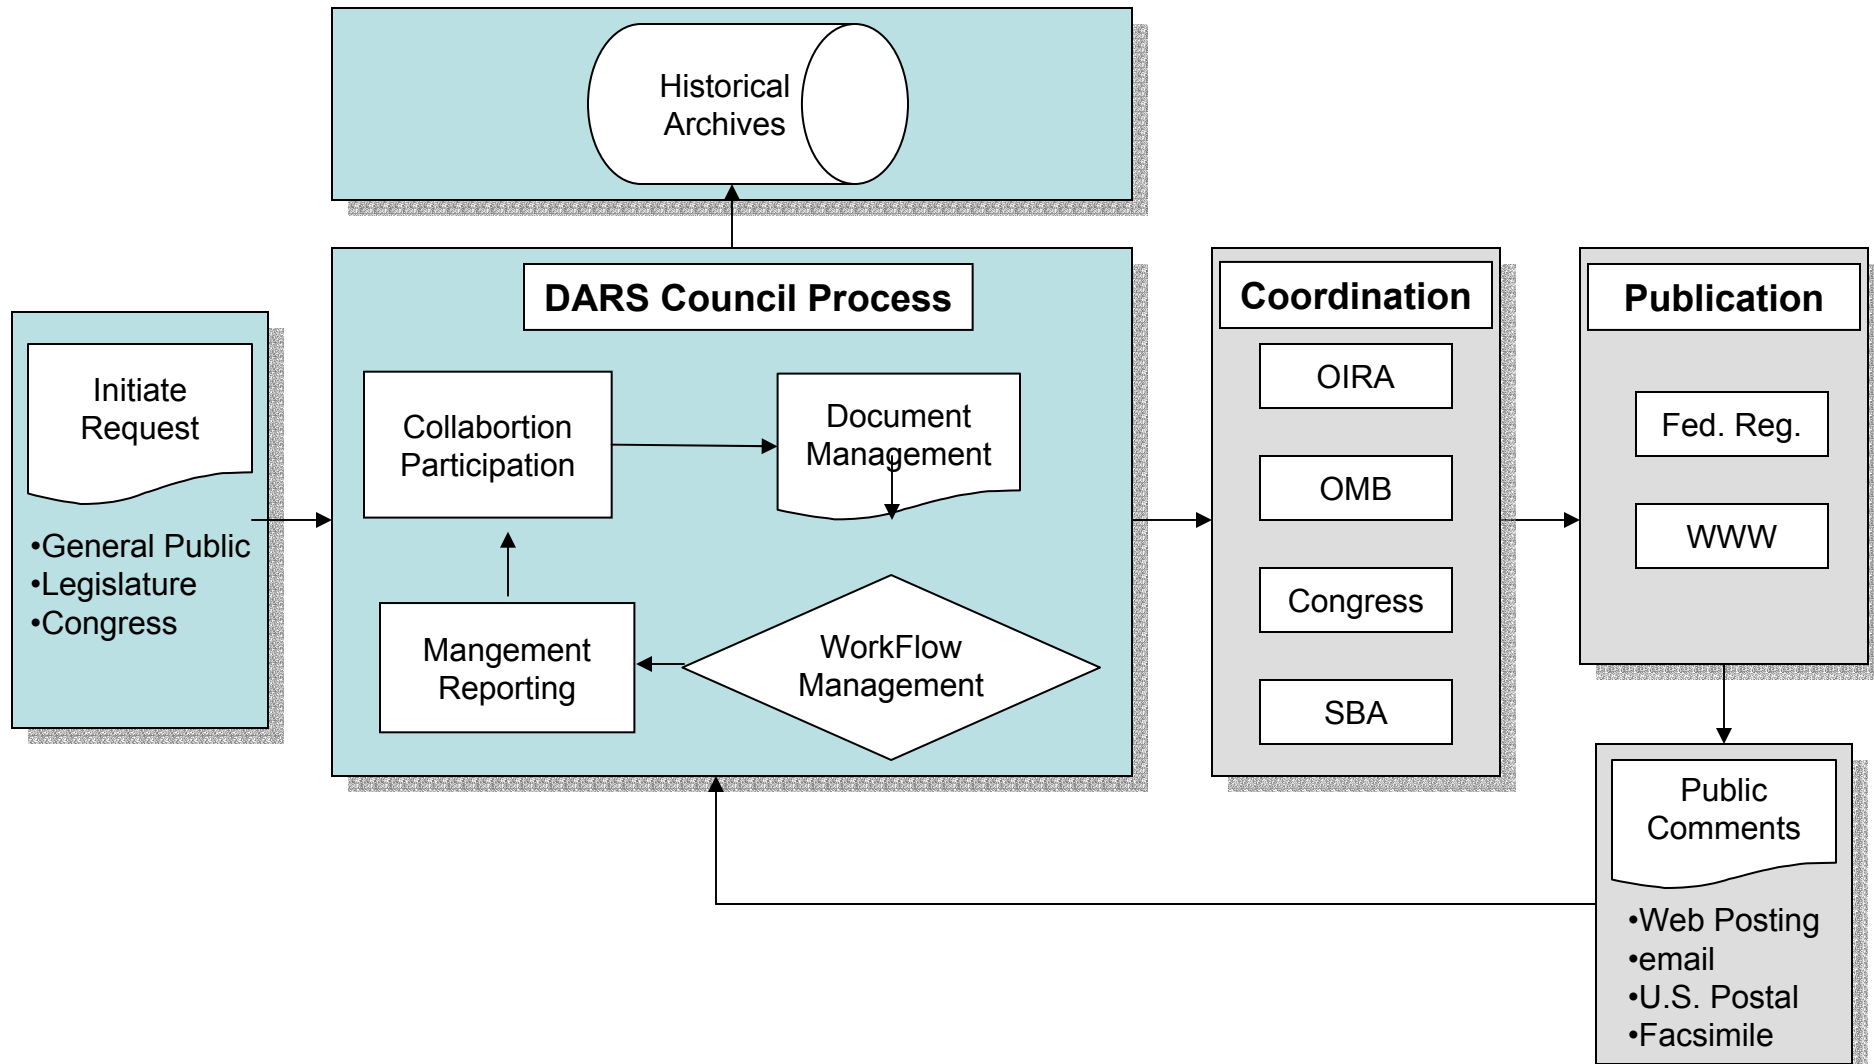 Historical
Archives
DARS Council Process
Coordination
Publication
Initiate
Request
•General Public
•Legislature
•Congress
Collabortion
Participation
Document
Management
Mangement
Reporting
WorkFlow
Management
OIRA
OMB
Congress
SBA
Fed. Reg.
WWW
Public
Comments
•Web Posting
•email
•U.S. Postal
•Facsimile